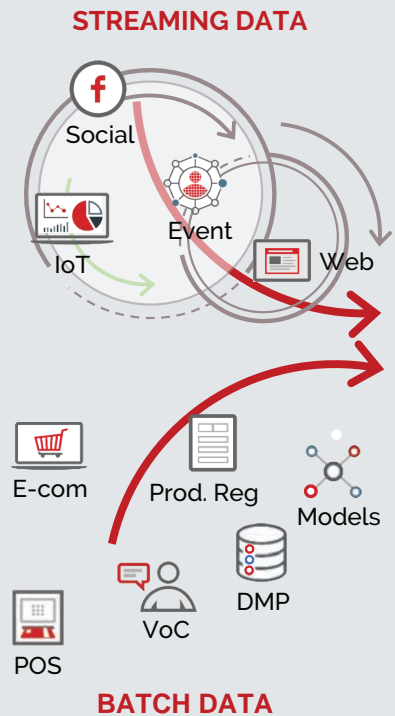 STREAMING DATA
f
Social
Event
IoT
Web
E-com
Prod. Reg
Models
DMP
VoC
POS
BATCH DATA